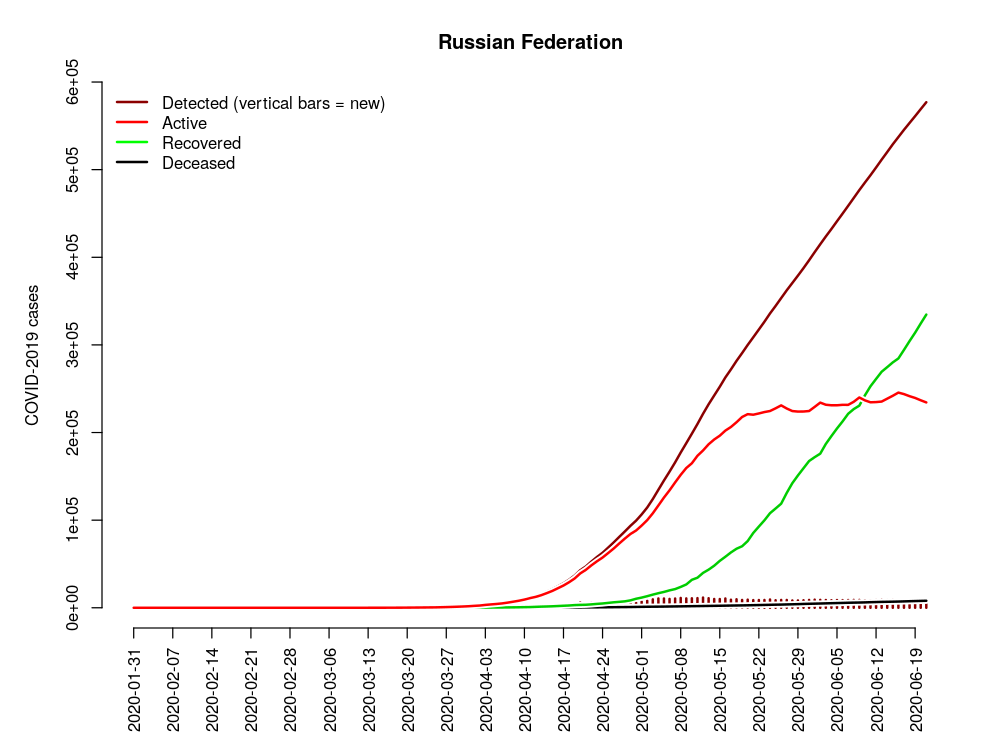 Russian Federation
Detected (vertical bars = new)
Active
Recovered
Deceased
COVID-2019 cases
6e+05
5e+05
4e+05
3e+05
2e+05
1e+05
0e+00
2020-01-31
2020-02-07
2020-02-14
2020-02-21
2020-02-28
2020-03-06
2020-03-13
2020-03-20
2020-03-27
2020-04-03
2020-04-10
2020-04-17
2020-04-24
2020-05-01
2020-05-08
2020-05-15
2020-05-22
2020-05-29
2020-06-05
2020-06-12
2020-06-19